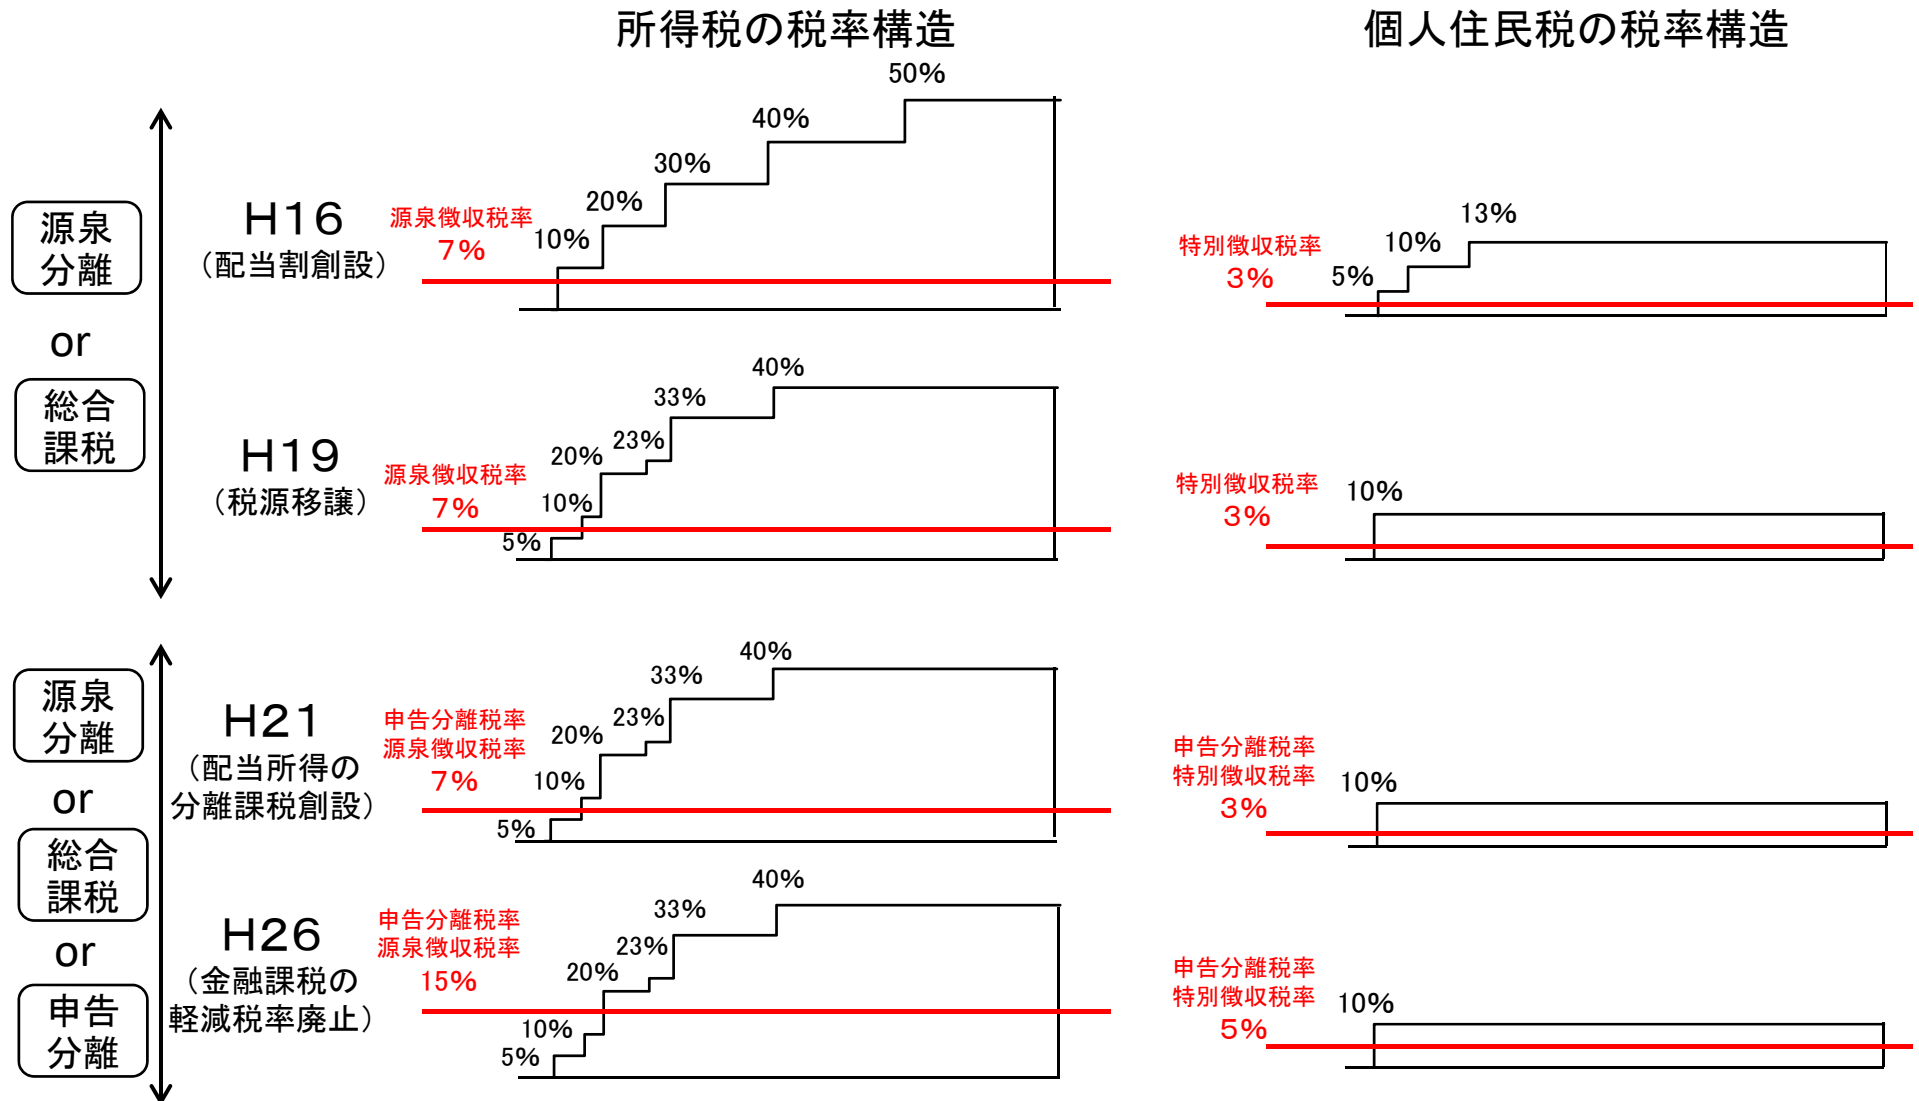 所得税の税率構造
個人住民税の税率構造
源泉
分離
or
総合
課税
H16
（配当割創設）
源泉徴収税率
7%
10%
20%
30%
40%
50%
特別徴収税率
3%
5%
10%
13%
H19
（税源移譲）
源泉徴収税率
7%
5%
10%
20%
23%
33%
40%
特別徴収税率
3%
10%
源泉
分離
or
総合
課税
or
申告
分離
H21
（配当所得の
分離課税創設）
申告分離税率
源泉徴収税率
7%
5%
10%
20%
23%
33%
40%
申告分離税率
特別徴収税率
3%
10%
H26
（金融課税の
軽減税率廃止）
申告分離税率
源泉徴収税率
15%
5%
10%
20%
23%
33%
40%
申告分離税率
特別徴収税率
5%
10%